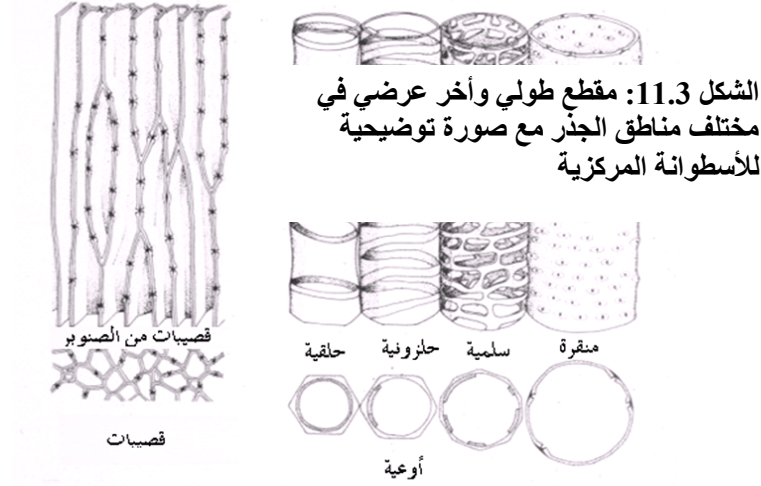 الشكل 11.3: مقطع طولي وأخر عرضي في
مختلف مناطق الجذر مع صورة توضيحية
للأسطوانة المركزية
قصيبات من الصنوبر
حلقية
حلزونية
سلمية
منقرة
قصيبات
أوعية